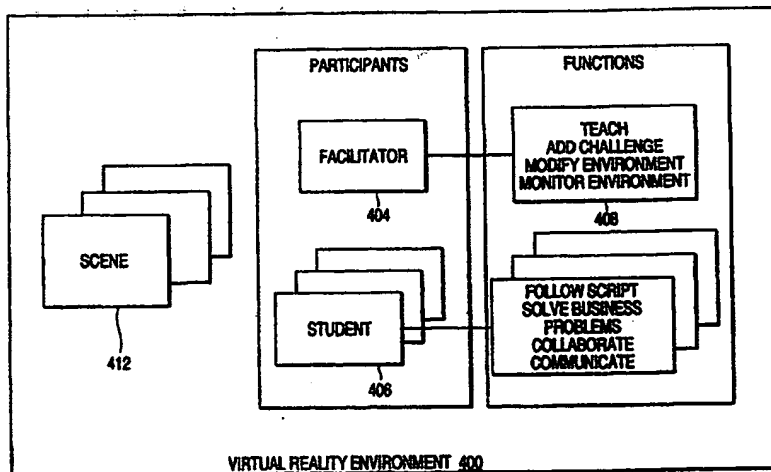 PARTICIPANTS
FUNCTIONS
FACILITATOR
404
TEACH
ADD CHALLENGE
MODIFY ENVIRONMENT
MONITOR ENVIRONMENT
408
SCENE
412
STUDENT
406
FOLLOW SCRIPT
SOLVE BUSINESS
PROBLEMS
COLLABORATE
COMMUNICATE
VIRTUAL REALITY ENVIRONMENT 400